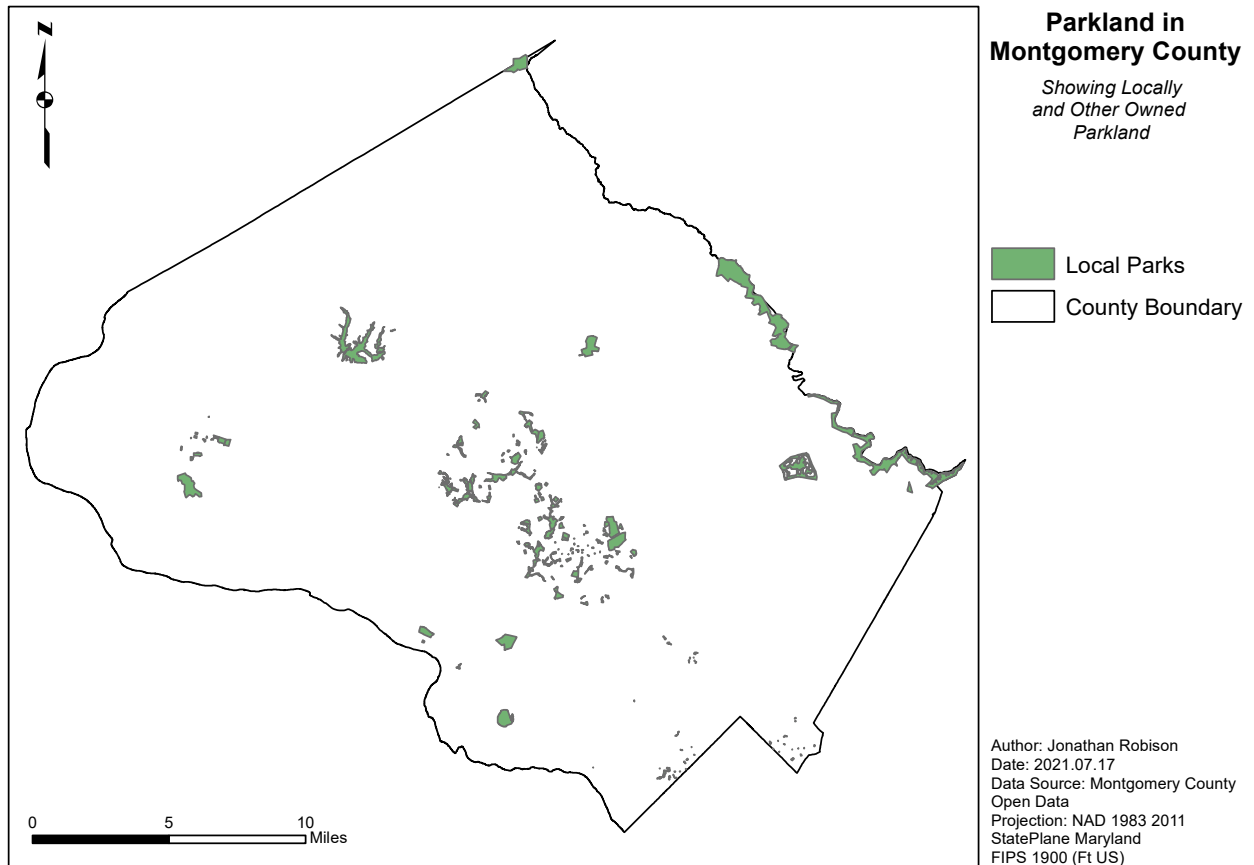 N
Parkland in
Montgomery County
Showing Locally
and Other Owned
Parkland
Local Parks
County Boundary
0 5 10
Miles
Author: Jonathan Robison
Date: 2021.07.17
Data Source: Montgomery County
Open Data
Projection: NAD 1983 2011
StatePlane Maryland
FIPS 1900 (Ft US)